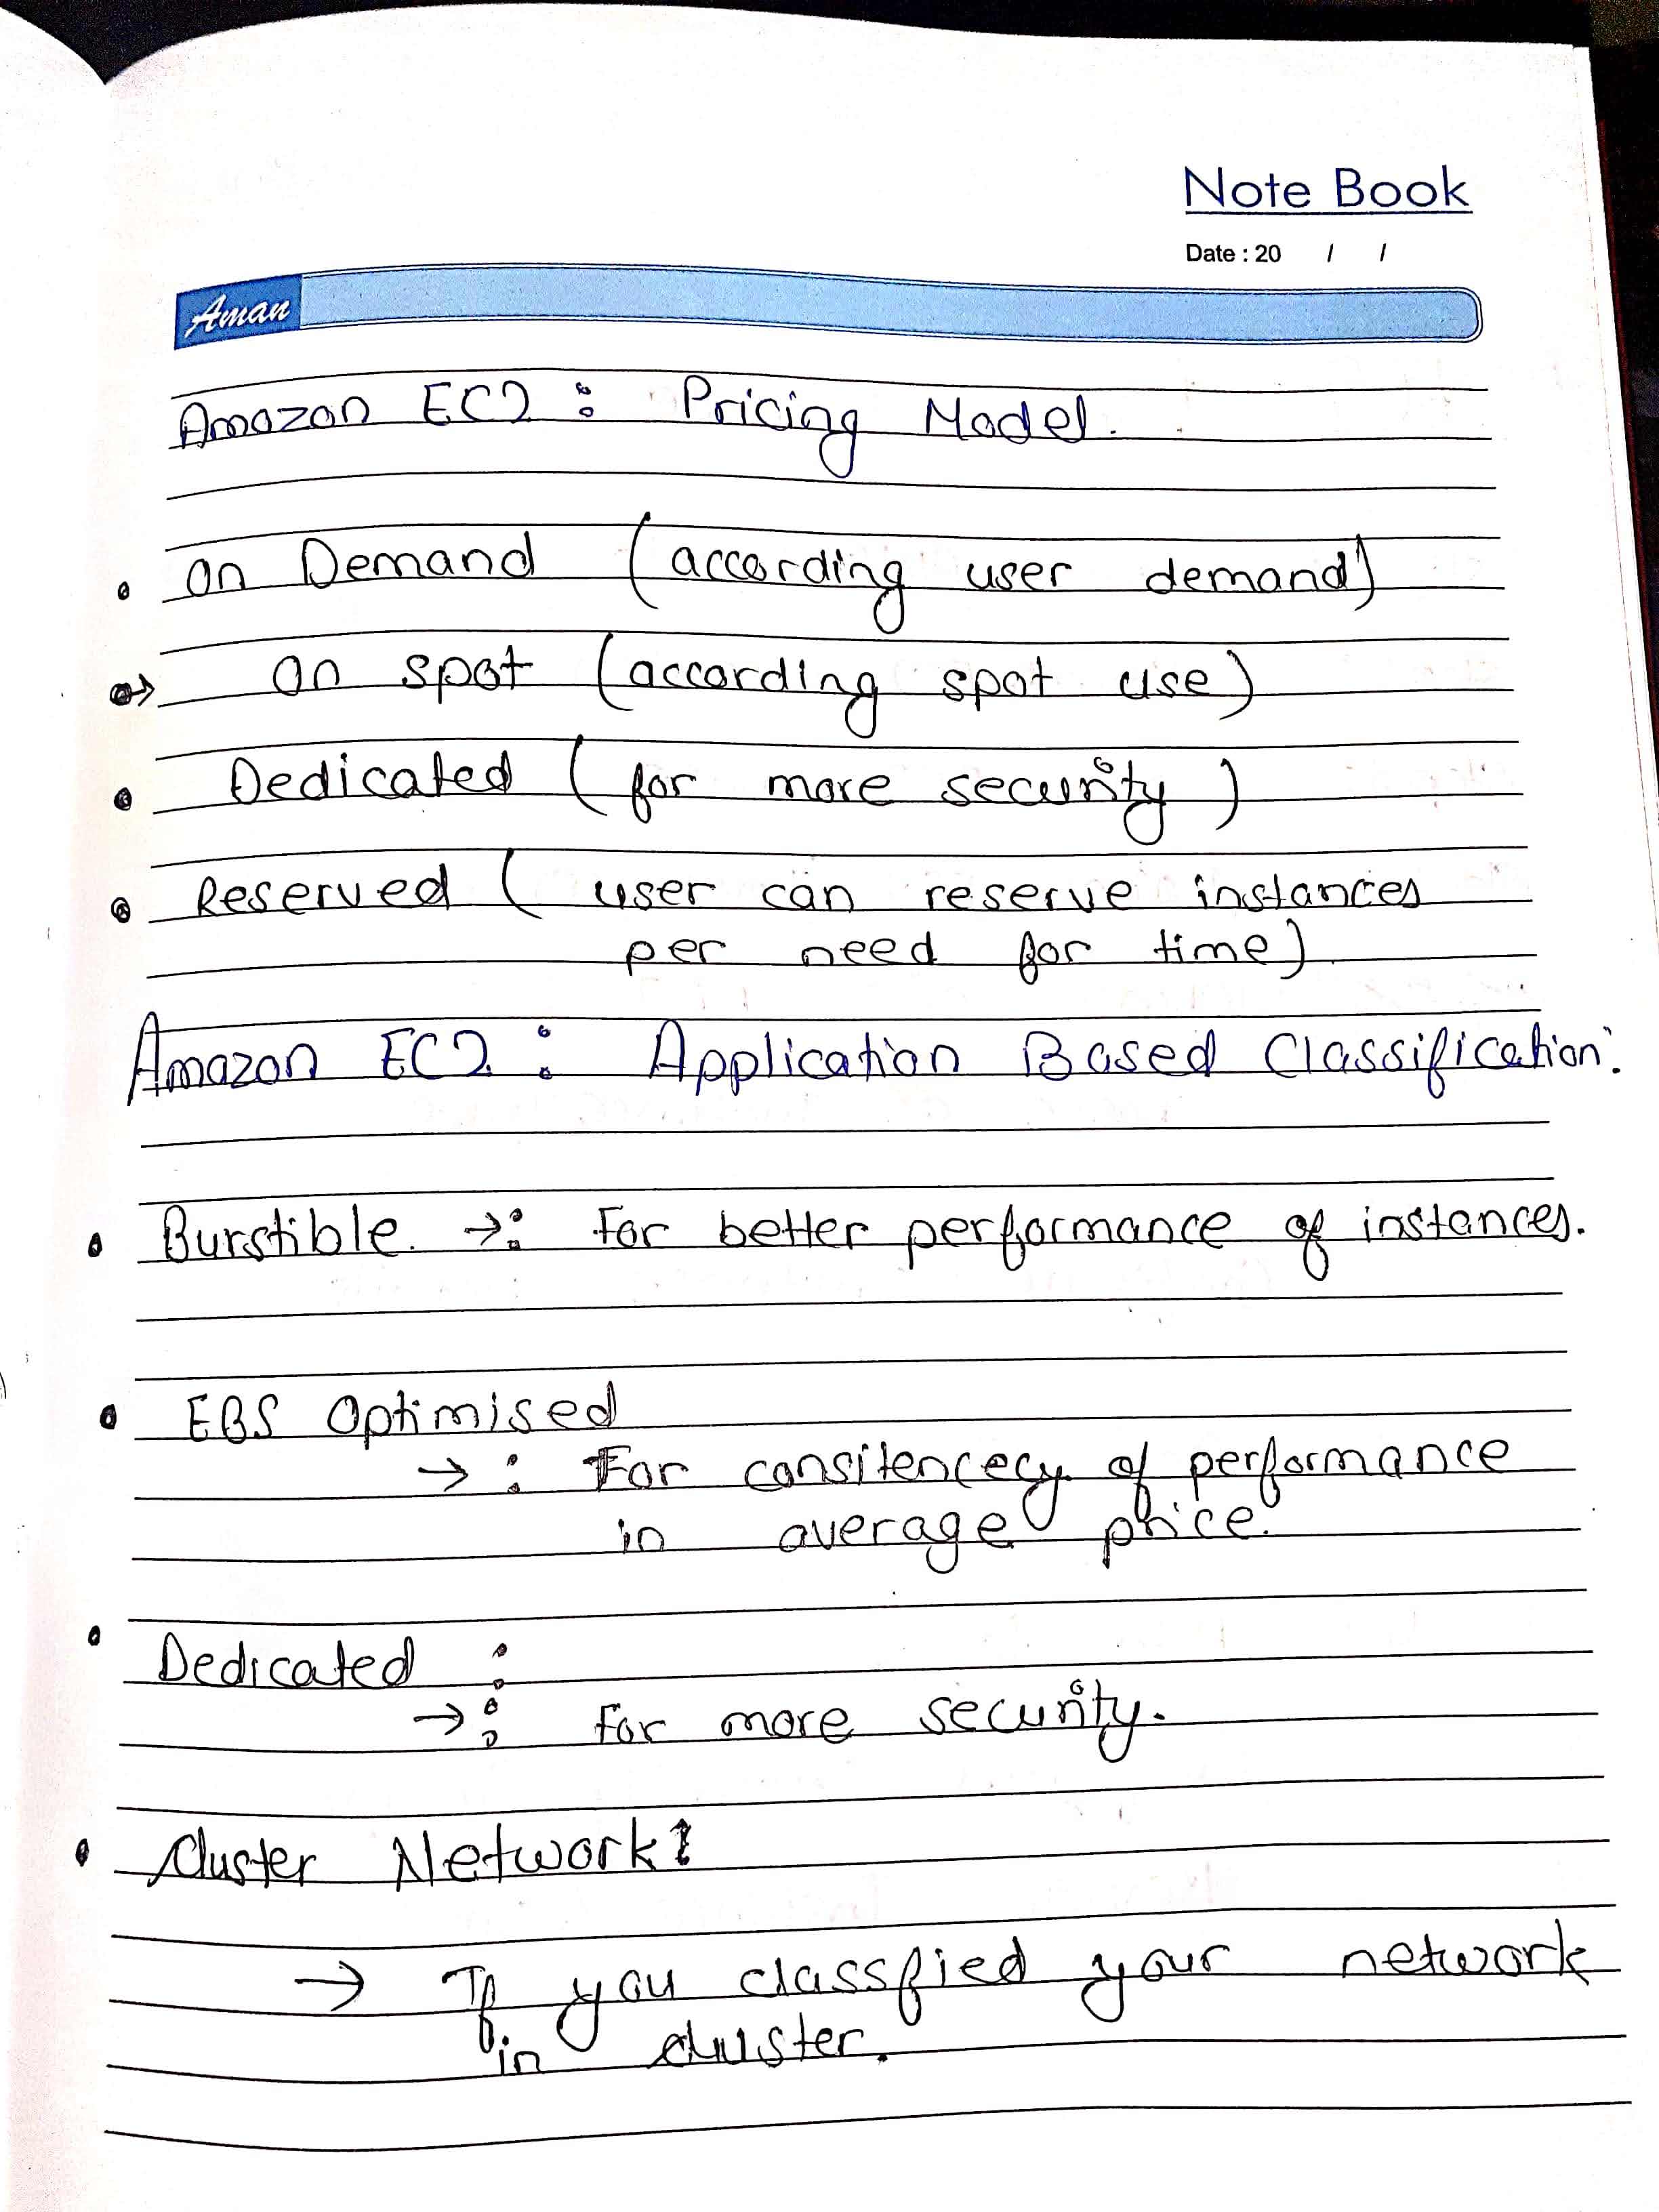 Note Book
Date : 20 / /
Aman
Amazon EC2 : Pricing Model.
• On Demand (according user demand)
•→ On spot (according spot use)
• Dedicated ( for more security )
• Reserved ( user can reserve instances
per need for time)
Amazon EC2 : Application Based Classification:
• Burstible. →: For better performance of instances.
• EBS Optimised
→ : For consitencecy of performance
in average price.
• Dedicated :
→ : For more security.
• Cluster Network:
→ If you classfied your network
in cluster.